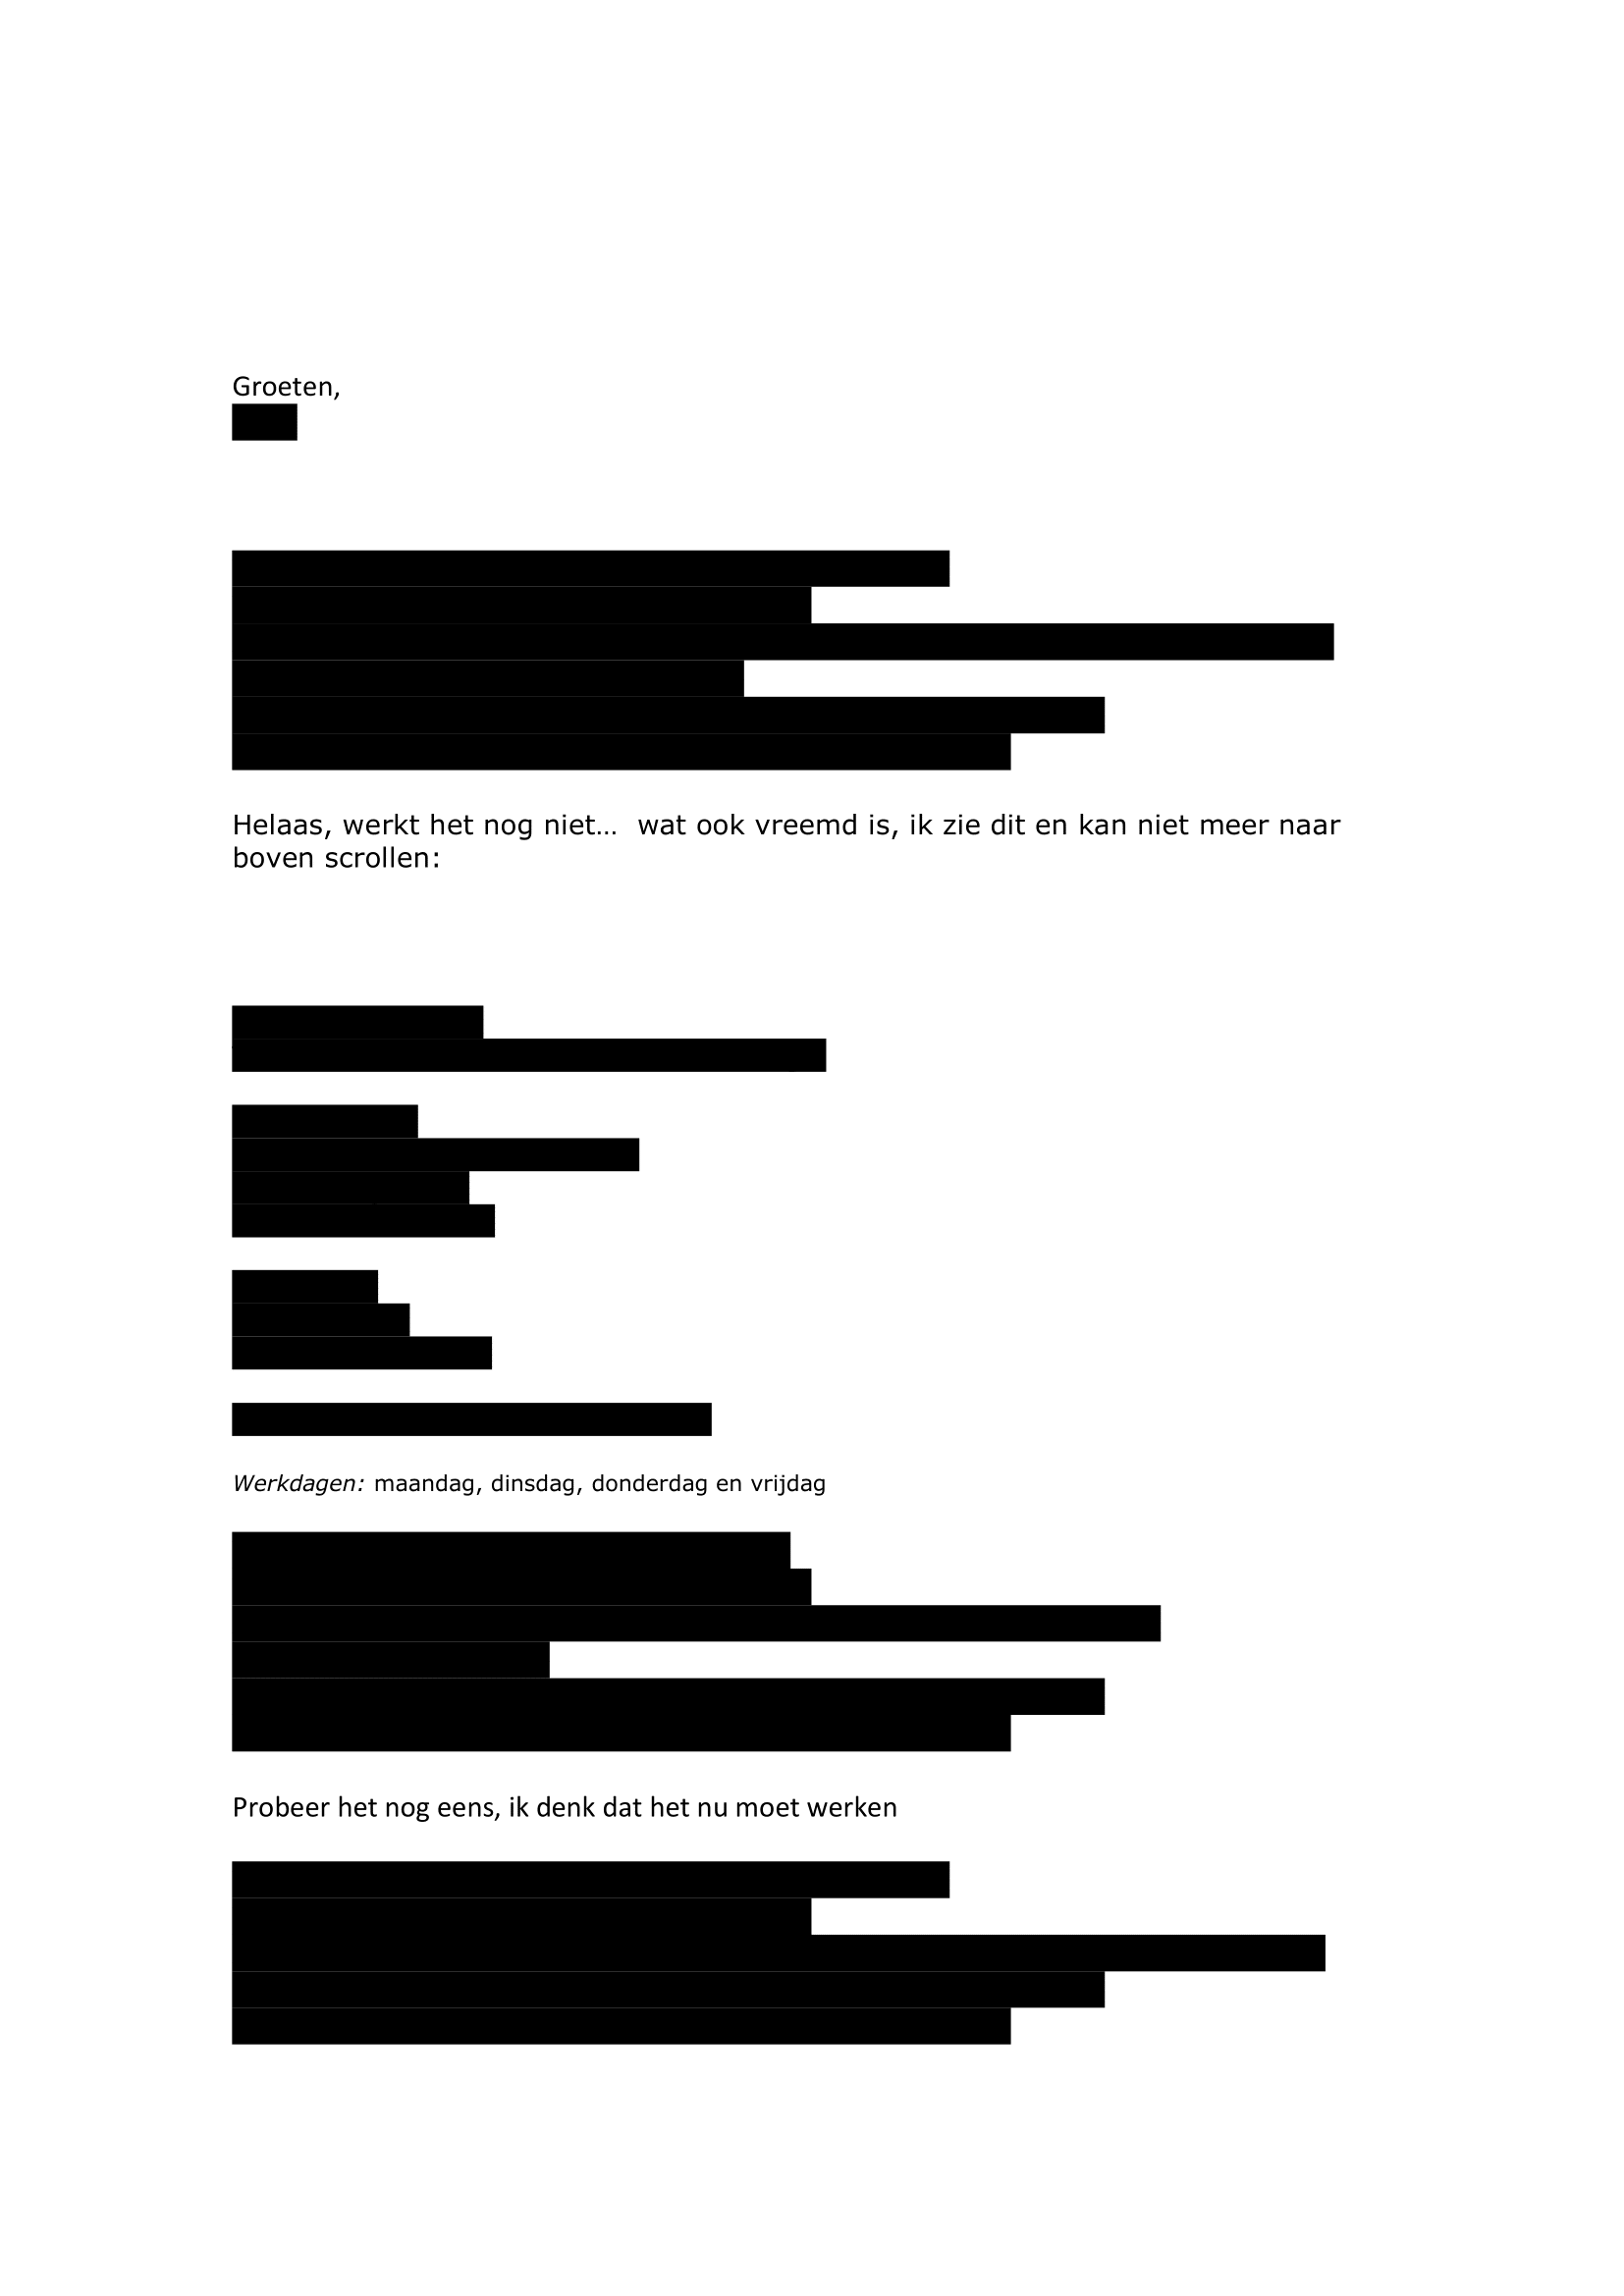 Groeten,
Helaas, werkt het nog niet…  wat ook vreemd is, ik zie dit en kan niet meer naar
boven scrollen:
Werkdagen: maandag, dinsdag, donderdag en vrijdag
Probeer het nog eens, ik denk dat het nu moet werken